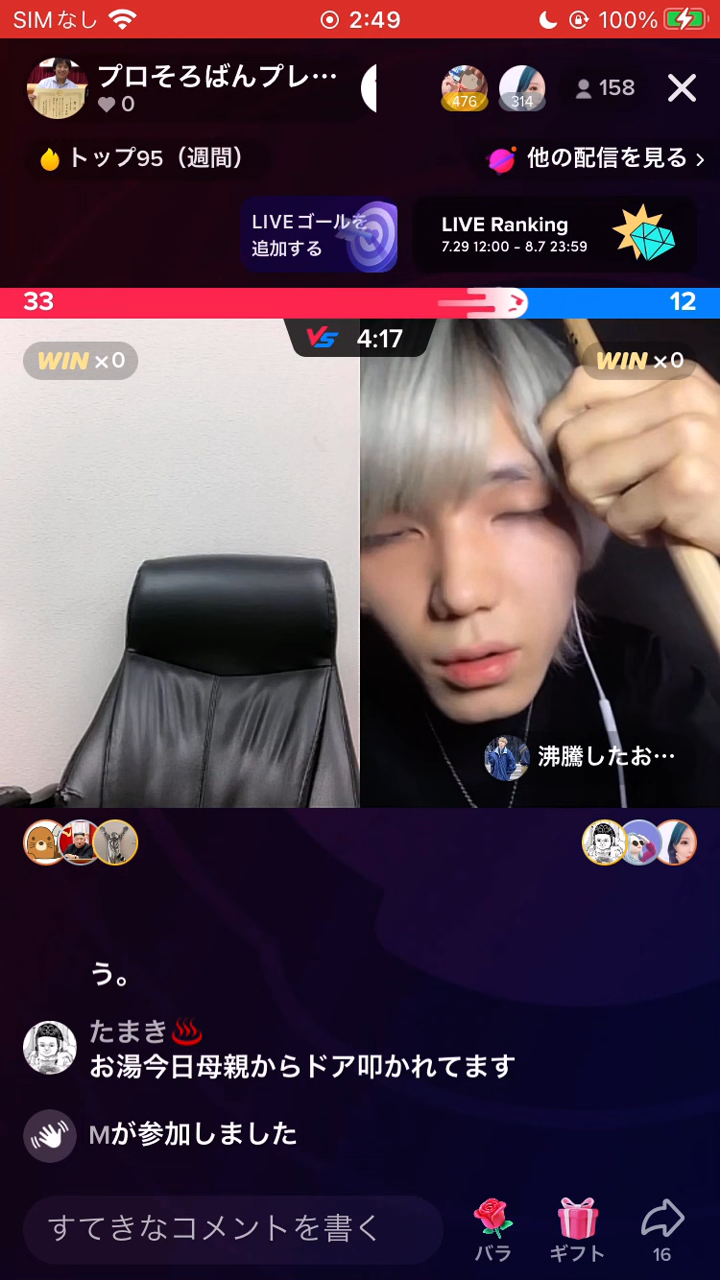 SIMなし 2:49 100%
プロそろばんプレ…
0
476 314 158
トップ95（週間）
他の配信を見る
LIVEゴールを
追加する
LIVE Ranking
7.29 12:00 - 8.7 23:59
33 12
VS 4:17
WIN ×0 WIN ×0
沸騰したお…
う。
たまき♨️
お湯今日母親からドア叩かれてます
Mが参加しました
すてきなコメントを書く
バラ ギフト 16